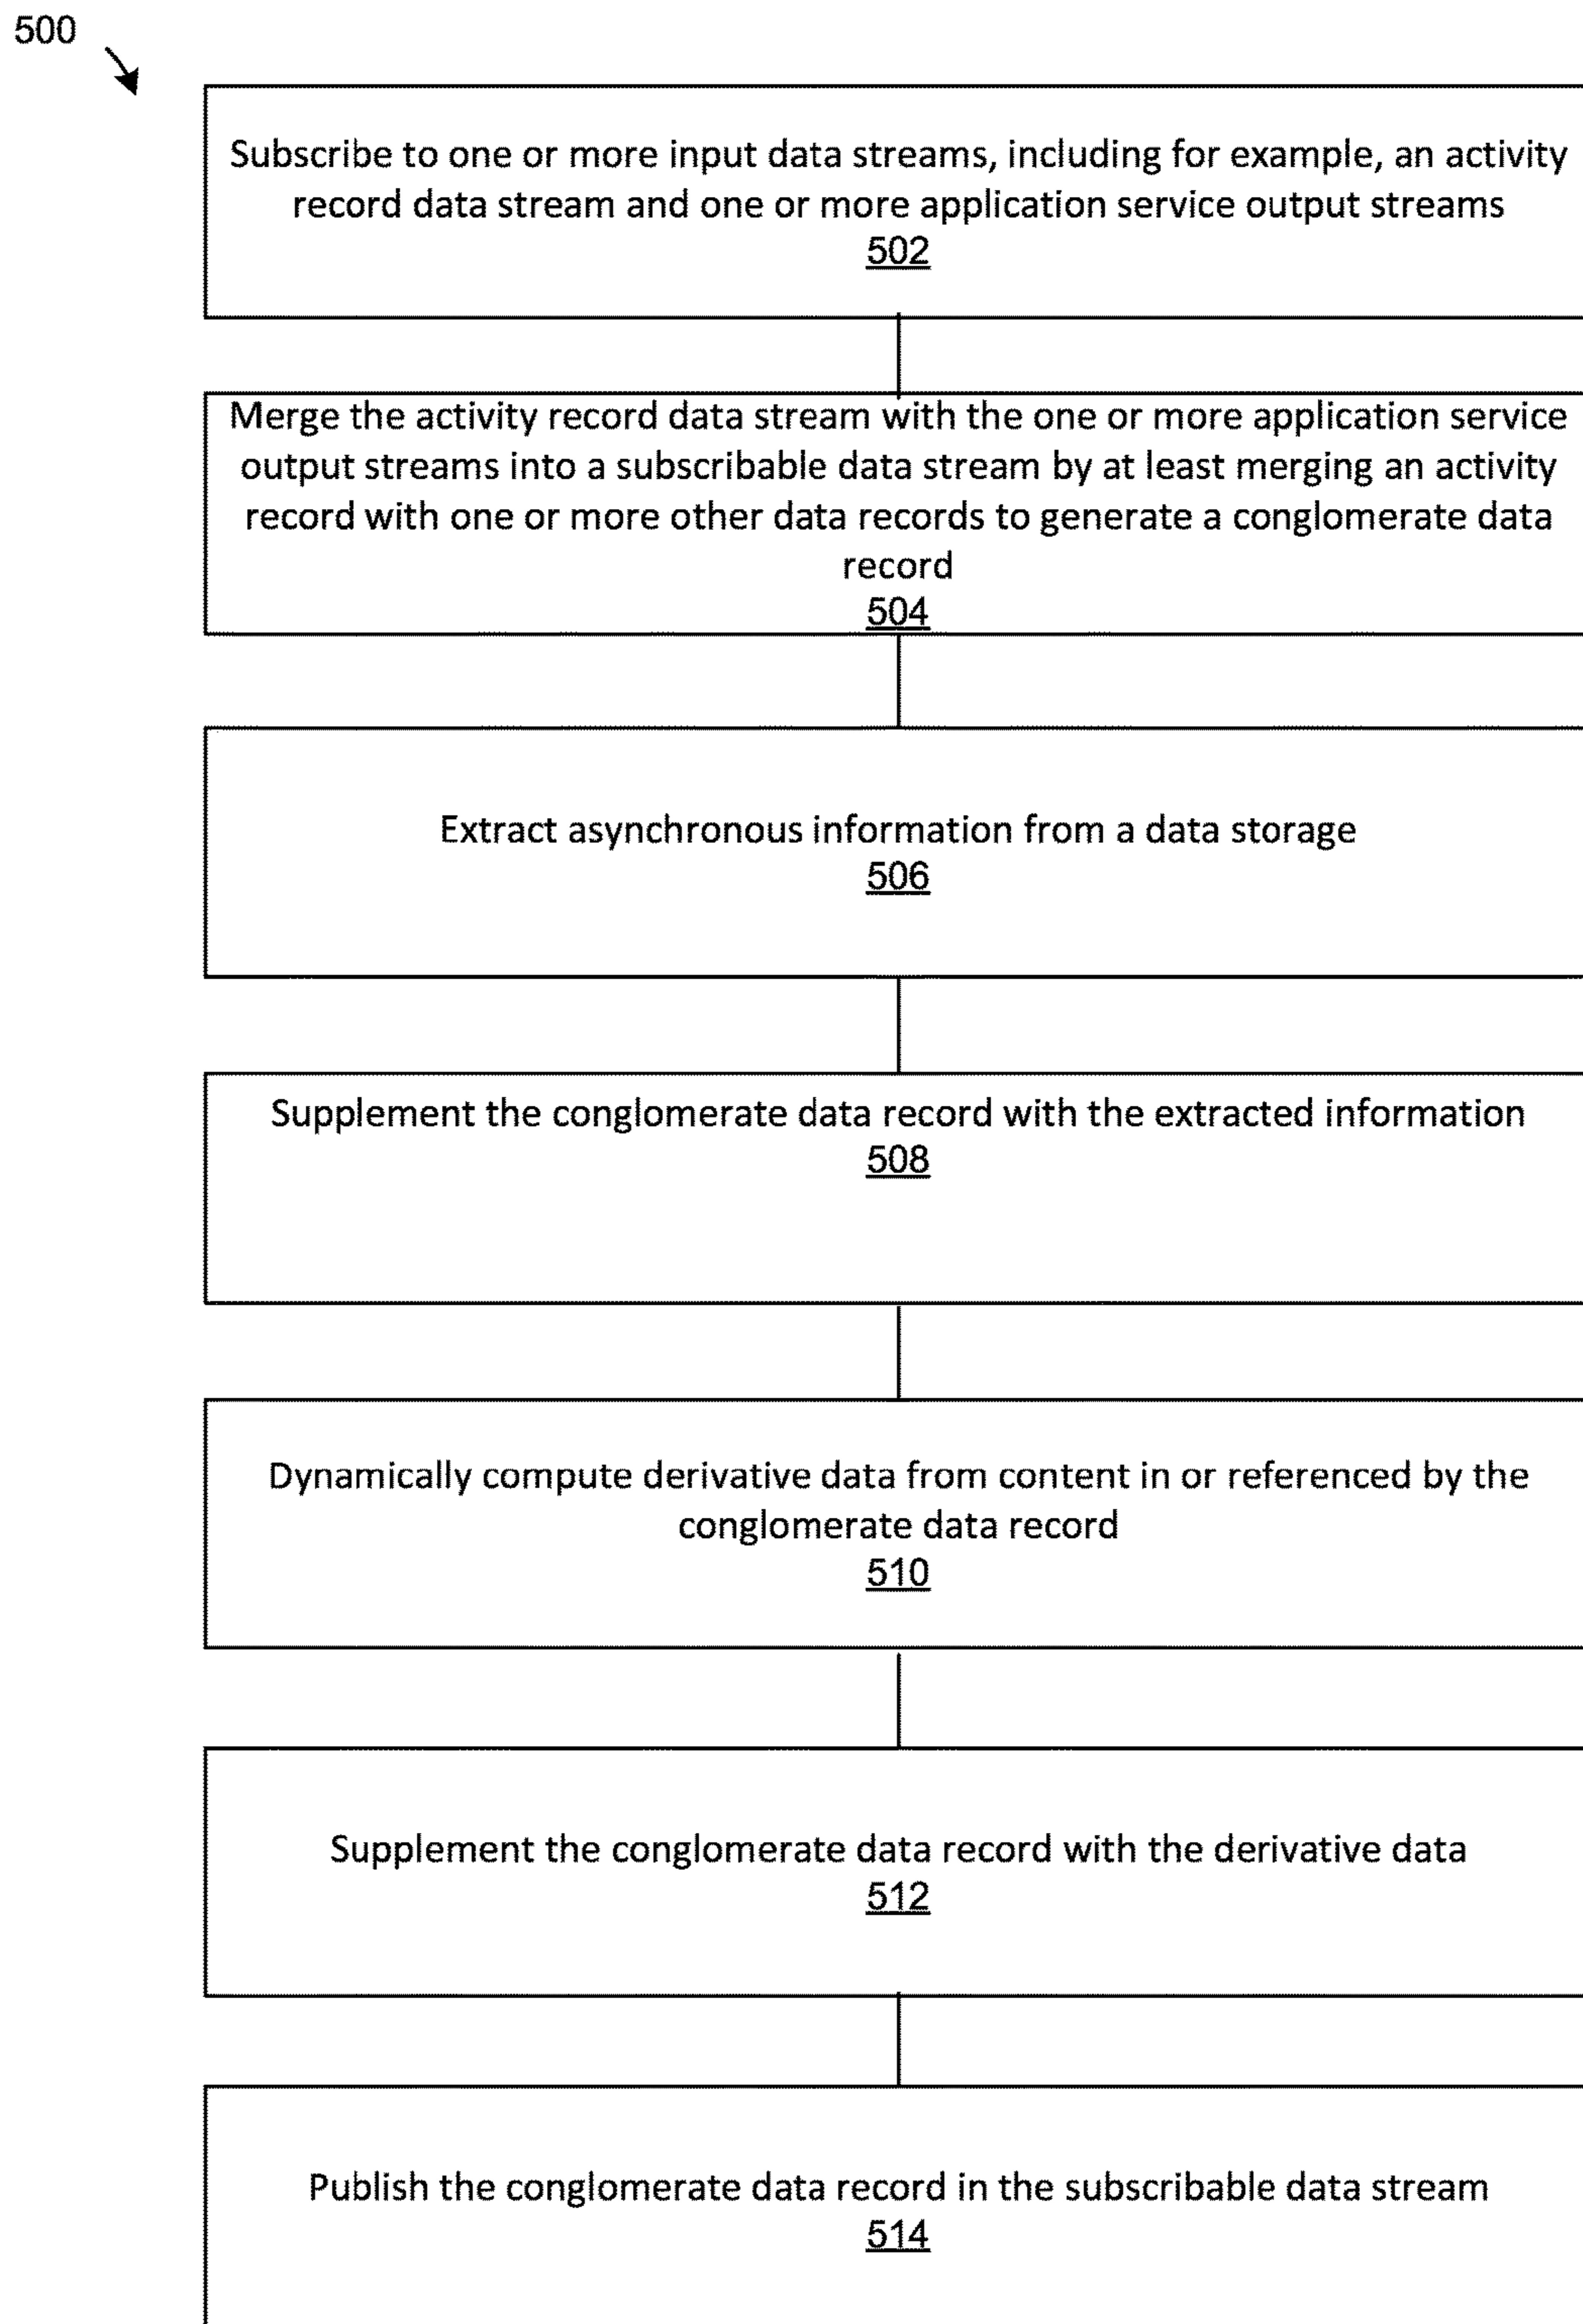 500
Subscribe to one or more input data streams, including for example, an activity
record data stream and one or more application service output streams
502
Merge the activity record data stream with the one or more application service
output streams into a subscribable data stream by at least merging an activity
record with one or more other data records to generate a conglomerate data
record
504
Extract asynchronous information from a data storage
506
Supplement the conglomerate data record with the extracted information
508
Dynamically compute derivative data from content in or referenced by the
conglomerate data record
510
Supplement the conglomerate data record with the derivative data
512
Publish the conglomerate data record in the subscribable data stream
514